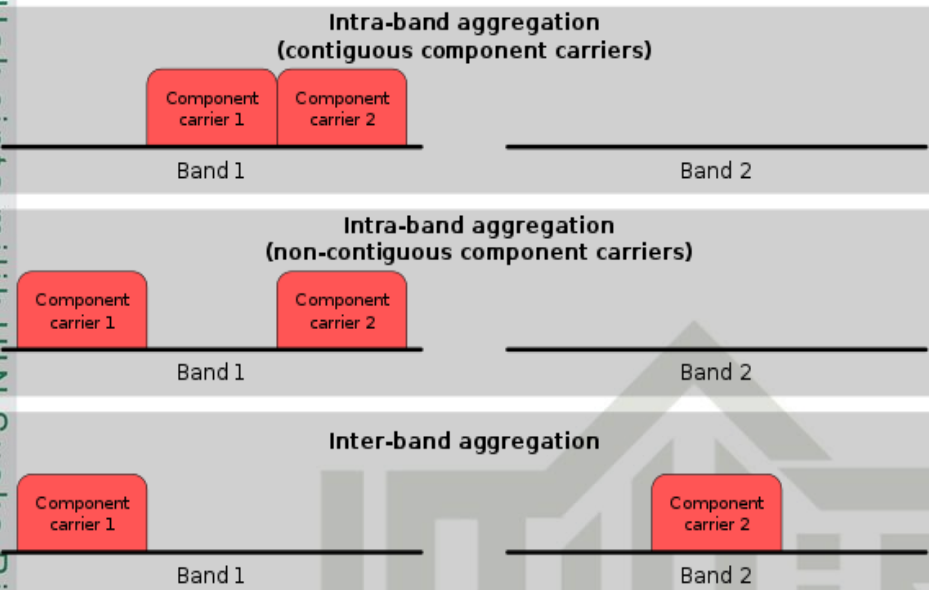 Intra-band aggregation
(contiguous component carriers)
Component
carrier 1
Component
carrier 2
Band 1
Band 2
Intra-band aggregation
(non-contiguous component carriers)
Component
carrier 1
Component
carrier 2
Band 1
Band 2
Inter-band aggregation
Component
carrier 1
Component
carrier 2
Band 1
Band 2